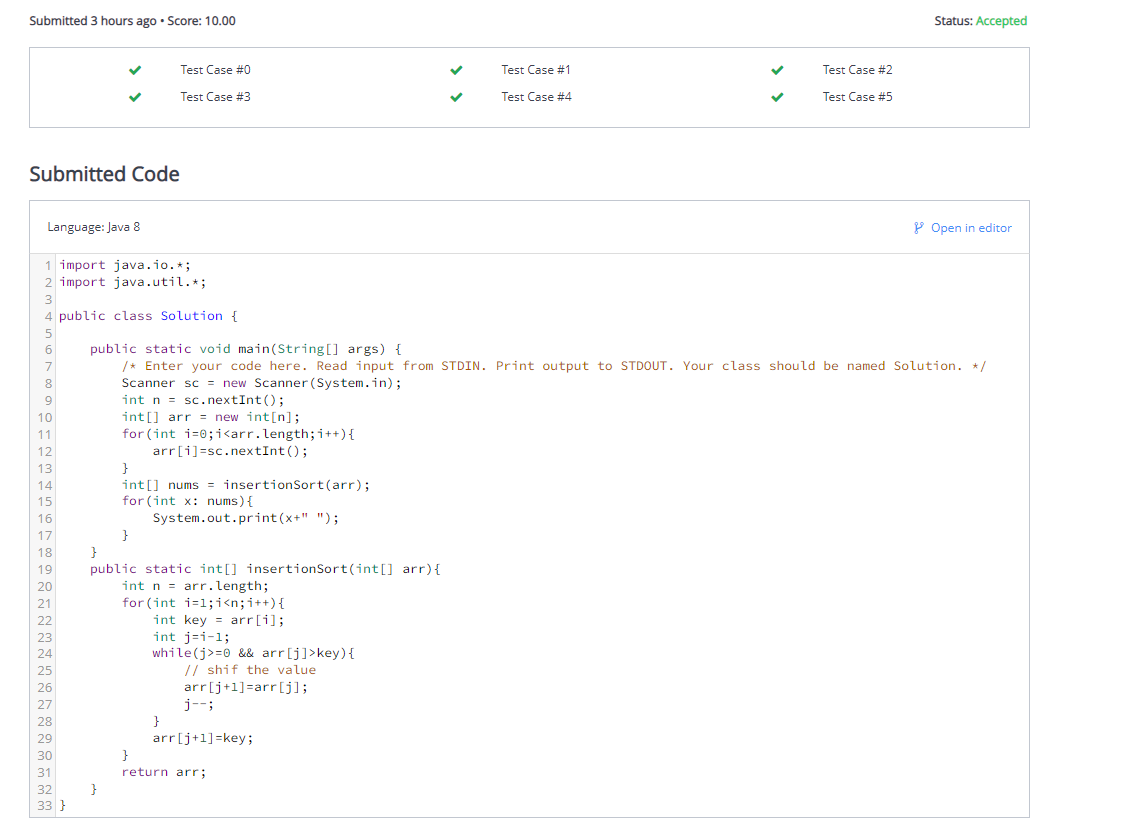 Submitted 3 hours ago • Score: 10.00 Status: Accepted
Test Case #0 Test Case #1 Test Case #2
Test Case #3 Test Case #4 Test Case #5
Submitted Code
Language: Java 8 Open in editor
1 import java.io.*;
2 import java.util.*;
3
4 public class Solution {
5
6     public static void main(String[] args) {
7         /* Enter your code here. Read input from STDIN. Print output to STDOUT. Your class should be named Solution. */
8         Scanner sc = new Scanner(System.in);
9         int n = sc.nextInt();
10         int[] arr = new int[n];
11         for(int i=0;i<arr.length;i++){
12             arr[i]=sc.nextInt();
13         }
14         int[] nums = insertionSort(arr);
15         for(int x: nums){
16             System.out.print(x+" ");
17         }
18     }
19     public static int[] insertionSort(int[] arr){
20         int n = arr.length;
21         for(int i=1;i<n;i++){
22             int key = arr[i];
23             int j=i-1;
24             while(j>=0 && arr[j]>key){
25                 // shif the value
26                 arr[j+1]=arr[j];
27                 j--;
28             }
29             arr[j+1]=key;
30         }
31         return arr;
32     }
33 }